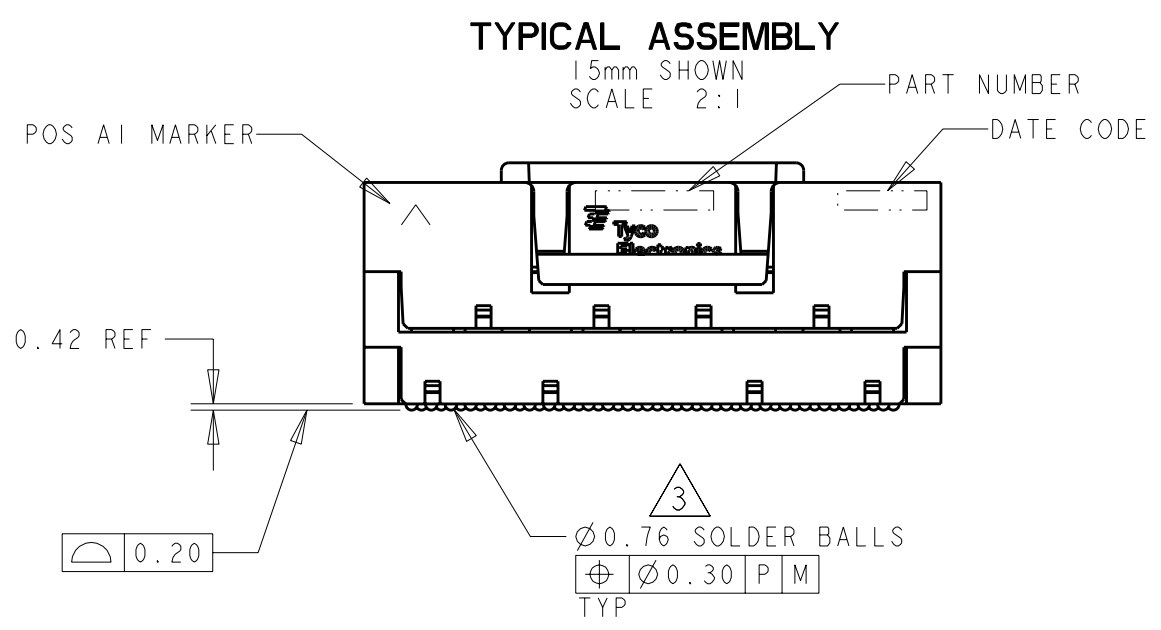 TYPICAL ASSEMBLY
15mm SHOWN
SCALE 2:1
PART NUMBER
POS A1 MARKER
DATE CODE
Tyco
Electronics
0.42 REF
3
0.20
Ø0.76 SOLDER BALLS
⌖ Ø0.30 P M
TYP